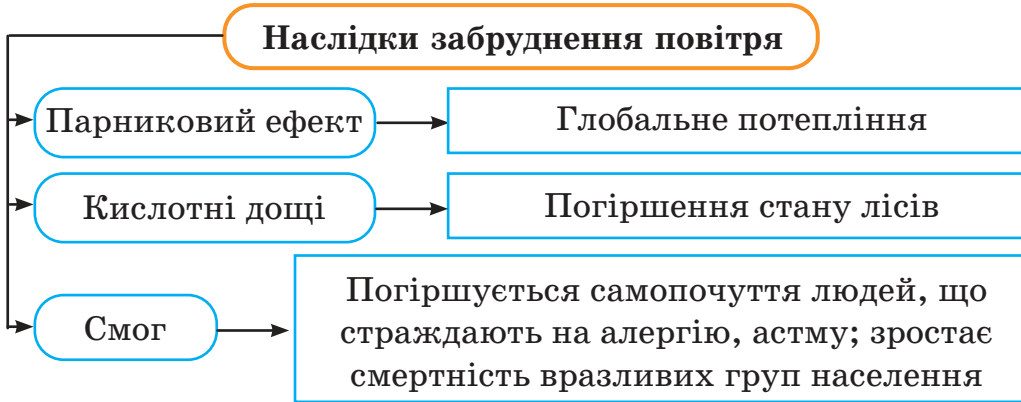 Наслідки забруднення повітря
Парниковий ефект
Глобальне потепління
Кислотні дощі
Погіршення стану лісів
Смог
Погіршується самопочуття людей, що
страждають на алергію, астму; зростає
смертність вразливих груп населення